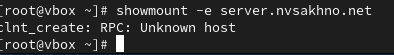 [root@vbox ~]# showmount -e server.nvsakhno.net
clnt_create: RPC: Unknown host
[root@vbox ~]#